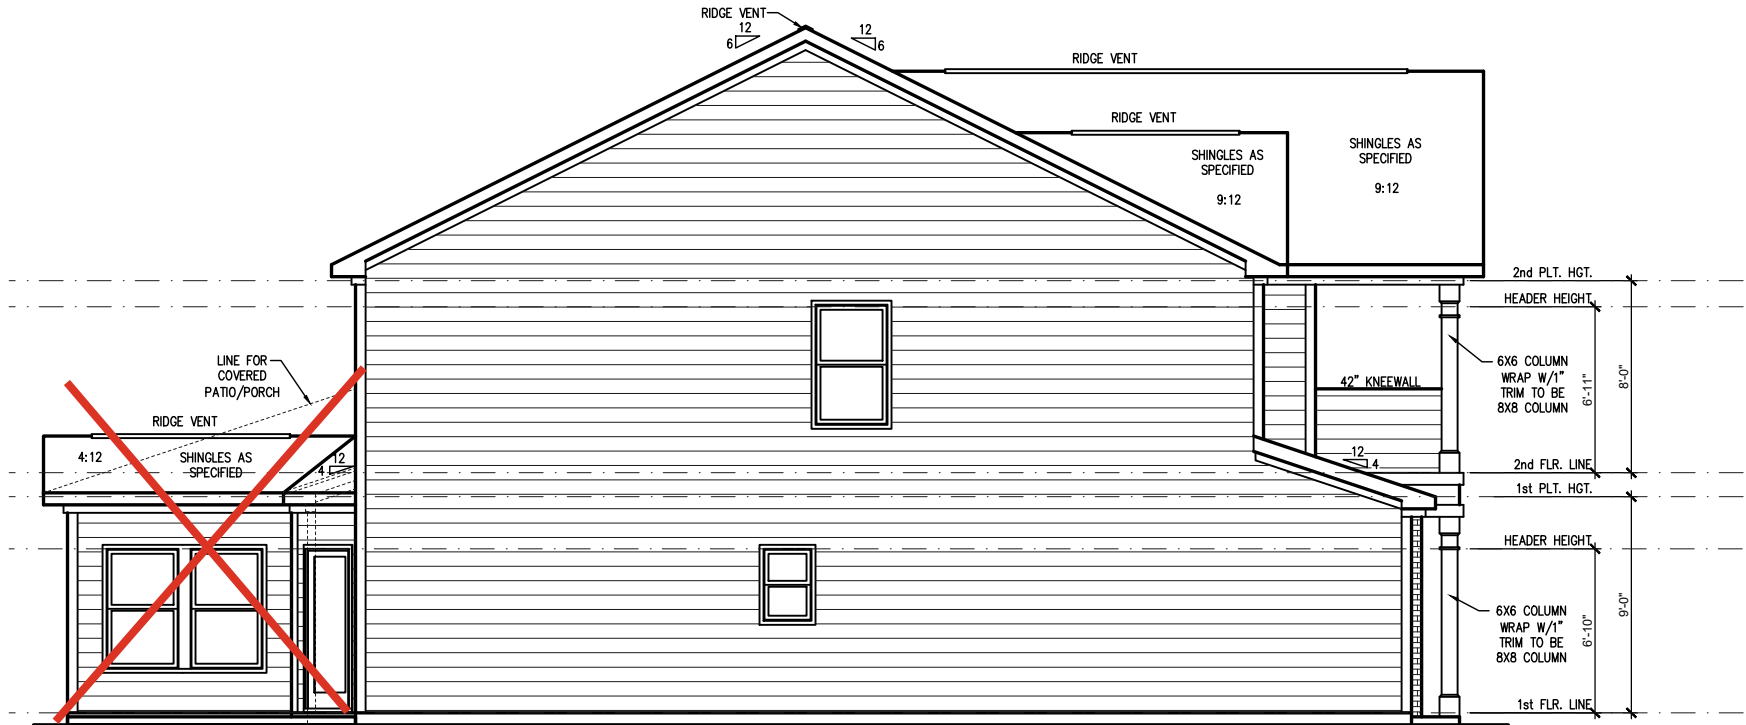 RIDGE VENT
12
6
12
6
RIDGE VENT
RIDGE VENT
SHINGLES AS
SPECIFIED
9:12
SHINGLES AS
SPECIFIED
9:12
2nd PLT. HGT.
HEADER HEIGHT
6X6 COLUMN
WRAP W/1"
TRIM TO BE
8X8 COLUMN
6'-11"
8'-0"
42" KNEEWALL
LINE FOR
COVERED
PATIO/PORCH
RIDGE VENT
4:12
SHINGLES AS
SPECIFIED
12
4
12
4
2nd FLR. LINE
1st PLT. HGT.
HEADER HEIGHT
6X6 COLUMN
WRAP W/1"
TRIM TO BE
8X8 COLUMN
6'-10"
9'-0"
1st FLR. LINE